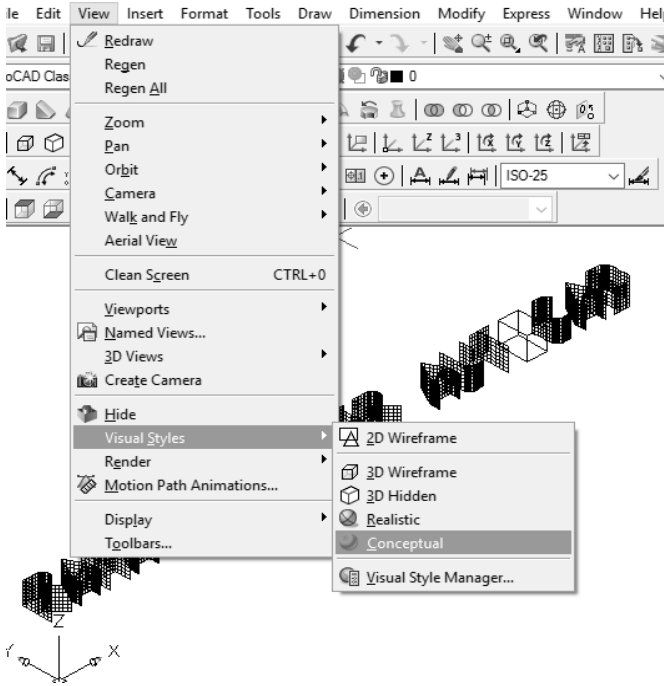 ile Edit View Insert Format Tools Draw Dimension Modify Express Window Hel
Redraw
Regen
Regen All
oCAD Clas
0
Zoom
Pan
Orbit
Camera
Walk and Fly
Aerial View
ISO-25
Clean Screen CTRL+0
Viewports
Named Views...
3D Views
Create Camera
Hide
Visual Styles
Render
Motion Path Animations...
Display
Toolbars...
2D Wireframe
3D Wireframe
3D Hidden
Realistic
Conceptual
Visual Style Manager...
Z
Y X